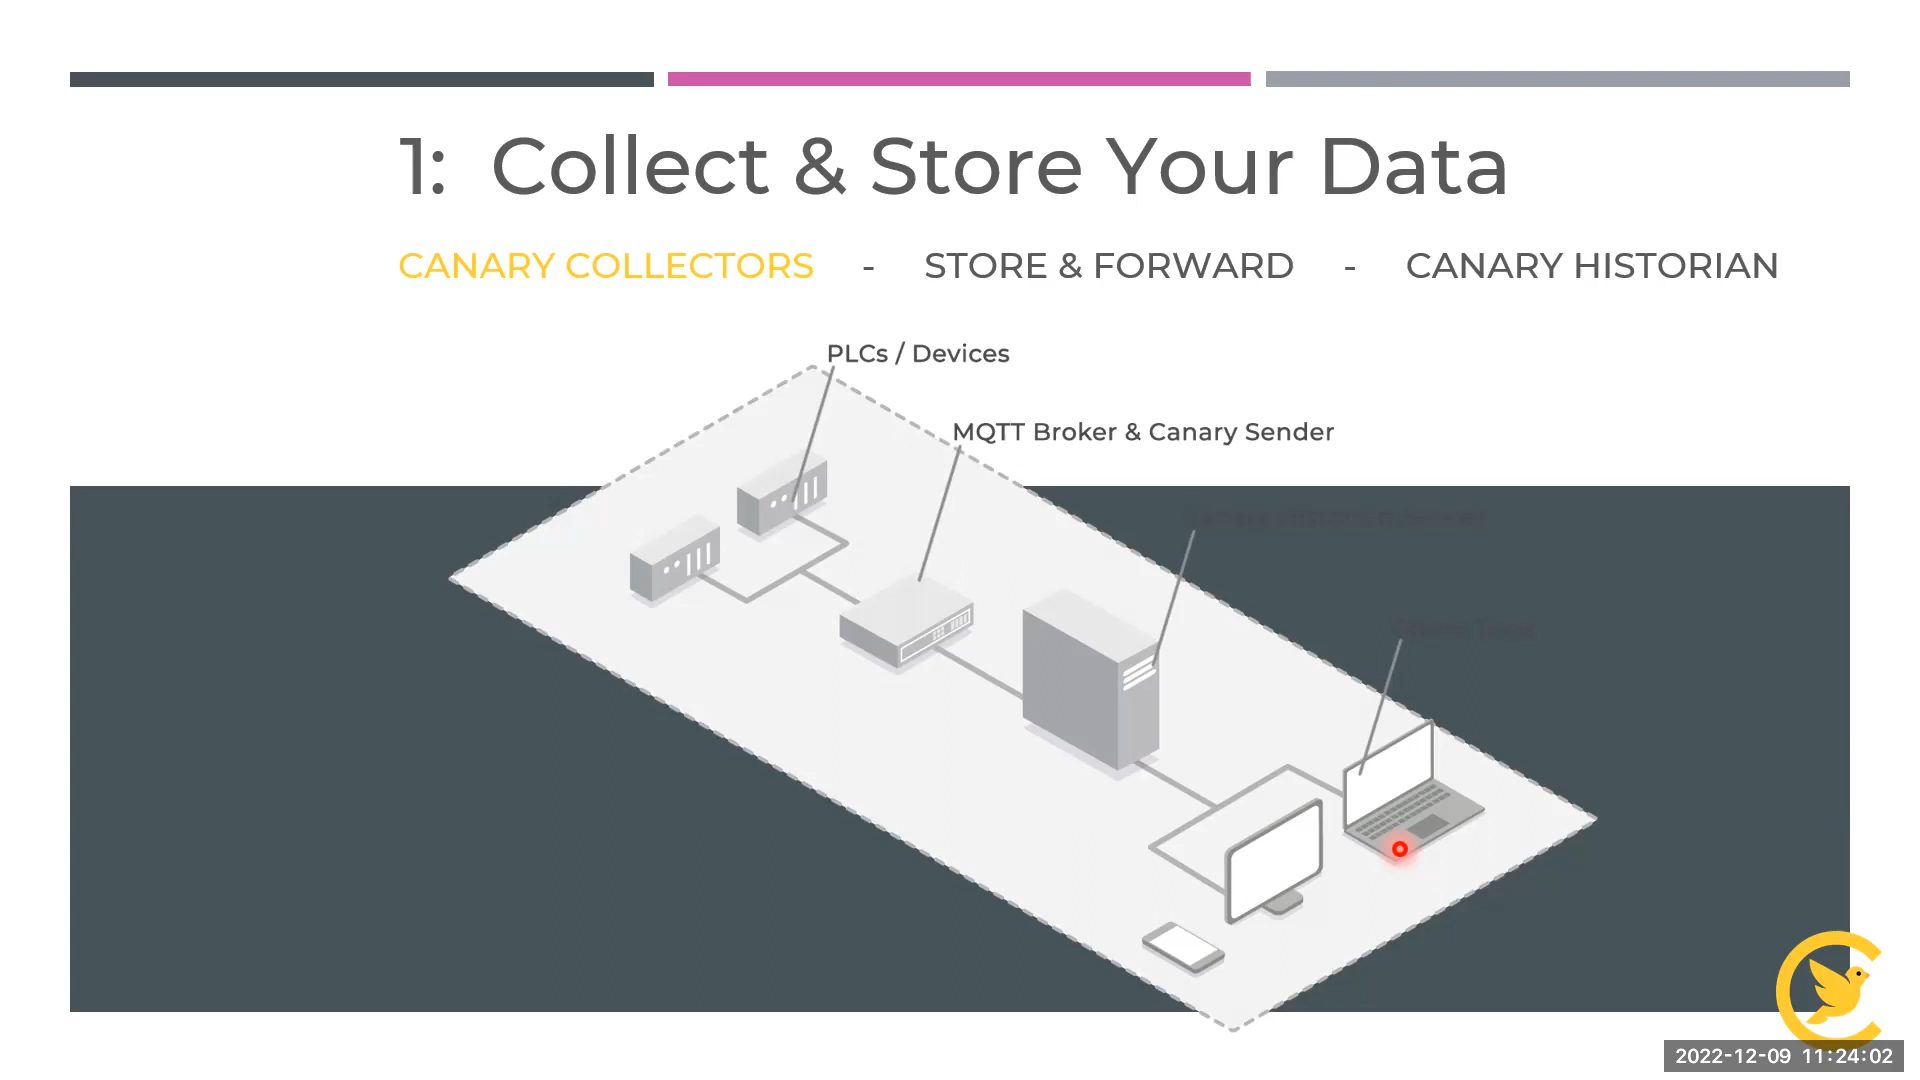 1: Collect & Store Your Data
CANARY COLLECTORS - STORE & FORWARD - CANARY HISTORIAN
PLCs / Devices
MQTT Broker & Canary Sender
2022-12-09 11:24:02